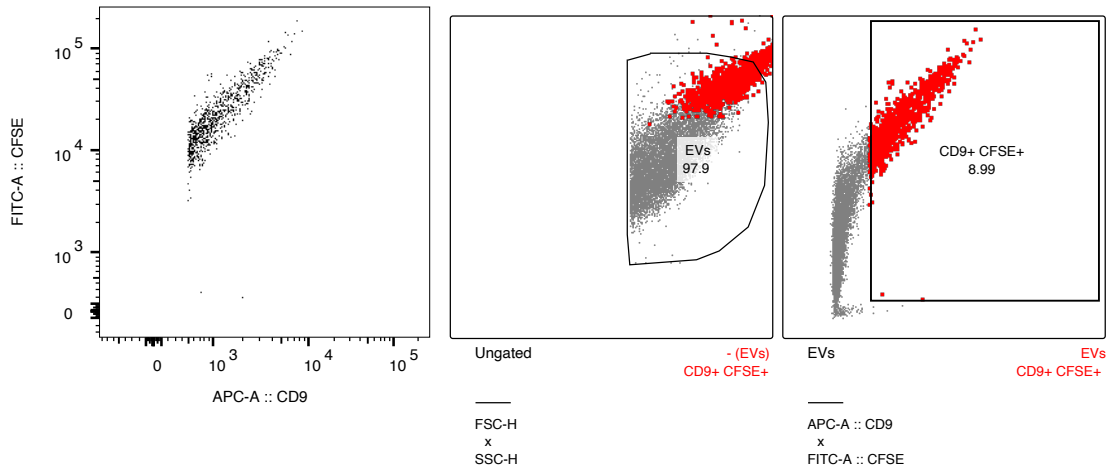 FITC-A :: CFSE
10^5
10^4
10^3
0
0
10^3
10^4
10^5
APC-A :: CD9
EVs
97.9
Ungated
- (EVs)
CD9+ CFSE+
FSC-H
x
SSC-H
CD9+ CFSE+
8.99
EVs
EVs
CD9+ CFSE+
APC-A :: CD9
x
FITC-A :: CFSE